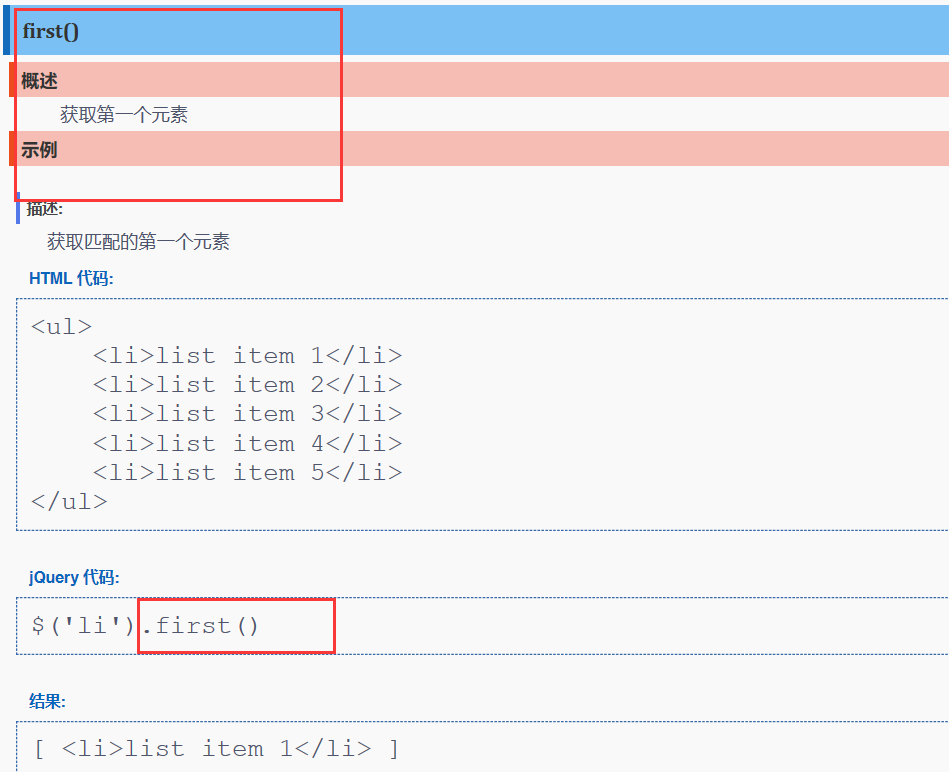 first()
概述
获取第一个元素
示例
描述:
获取匹配的第一个元素
HTML 代码:
<ul>
    <li>list item 1</li>
    <li>list item 2</li>
    <li>list item 3</li>
    <li>list item 4</li>
    <li>list item 5</li>
</ul>
jQuery 代码:
$('li').first()
结果:
[ <li>list item 1</li> ]